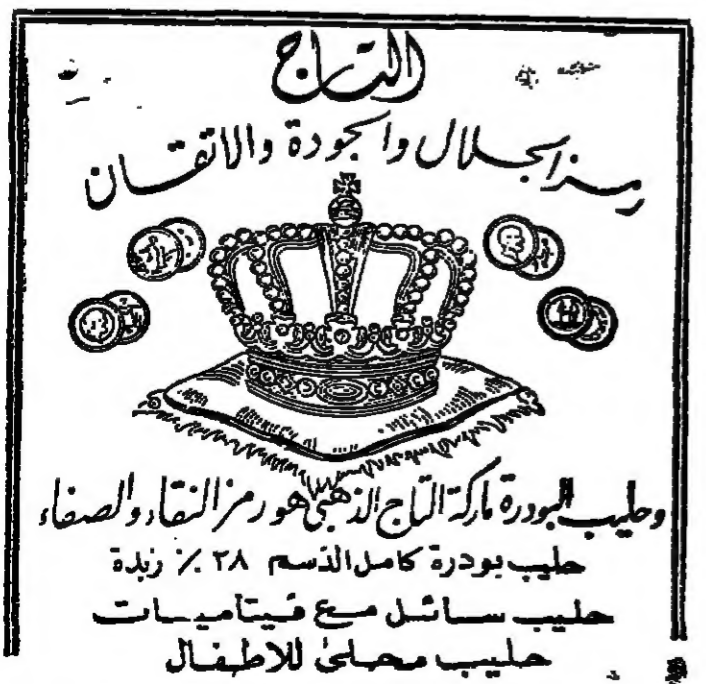 التاج
رمز الجلال والجودة والاتقان
وحليب البودرة ماركة التاج الذهبي هو رمز النقاء والصفاء
حليب بودرة كامل الدسم ٢٨ ٪ زبدة
حليب سائل مع فيتاميات
حليب محلى للاطفال